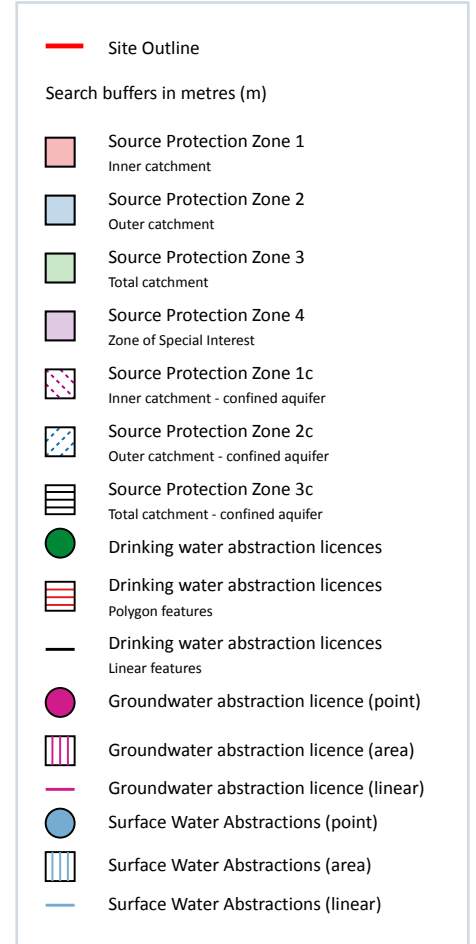 Site Outline
Search buffers in metres (m)
Source Protection Zone 1
Inner catchment
Source Protection Zone 2
Outer catchment
Source Protection Zone 3
Total catchment
Source Protection Zone 4
Zone of Special Interest
Source Protection Zone 1c
Inner catchment - confined aquifer
Source Protection Zone 2c
Outer catchment - confined aquifer
Source Protection Zone 3c
Total catchment - confined aquifer
Drinking water abstraction licences
Drinking water abstraction licences
Polygon features
Drinking water abstraction licences
Linear features
Groundwater abstraction licence (point)
Groundwater abstraction licence (area)
Groundwater abstraction licence (linear)
Surface Water Abstractions (point)
Surface Water Abstractions (area)
Surface Water Abstractions (linear)